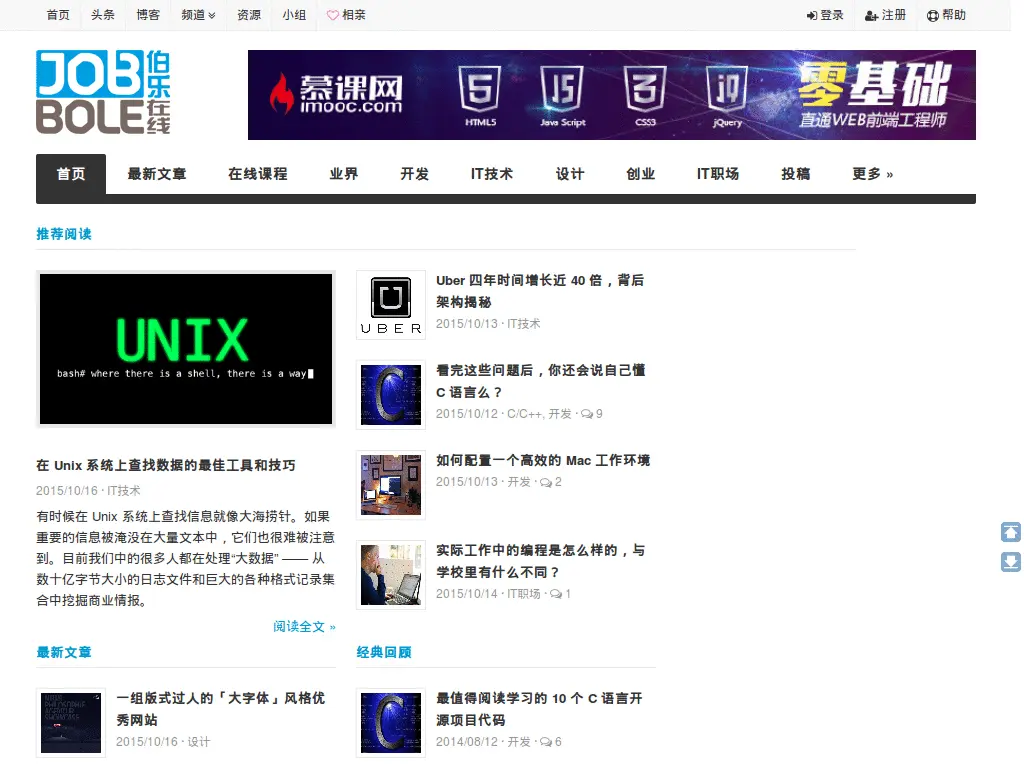 首页 头条 博客 频道 资源 小组 相亲 登录 注册 帮助
JOB 伯乐在线
BOLE
慕课网
imooc.com
HTML5 Java Script CSS3 jQuery
零基础
直通WEB前端工程师
首页 最新文章 在线课程 业界 开发 IT技术 设计 创业 IT职场 投稿 更多 »
推荐阅读
UNIX
bash# where there is a shell, there is a way
在 Unix 系统上查找数据的最佳工具和技巧
2015/10/16 · IT技术
有时候在 Unix 系统上查找信息就像大海捞针。如果
重要的信息被淹没在大量文本中，它们也很难被注意
到。目前我们中的很多人都在处理“大数据” —— 从
数十亿字节大小的日志文件和巨大的各种格式记录集
合中挖掘商业情报。
阅读全文 »
UBER
Uber 四年时间增长近 40 倍，背后
架构揭秘
2015/10/13 · IT技术
看完这些问题后，你还会说自己懂
C 语言么？
2015/10/12 · C/C++, 开发 · 9
如何配置一个高效的 Mac 工作环境
2015/10/13 · 开发 · 2
实际工作中的编程是怎么样的，与
学校里有什么不同？
2015/10/14 · IT职场 · 1
最新文章
一组版式过人的「大字体」风格优
秀网站
2015/10/16 · 设计
经典回顾
最值得阅读学习的 10 个 C 语言开
源项目代码
2014/08/12 · 开发 · 6